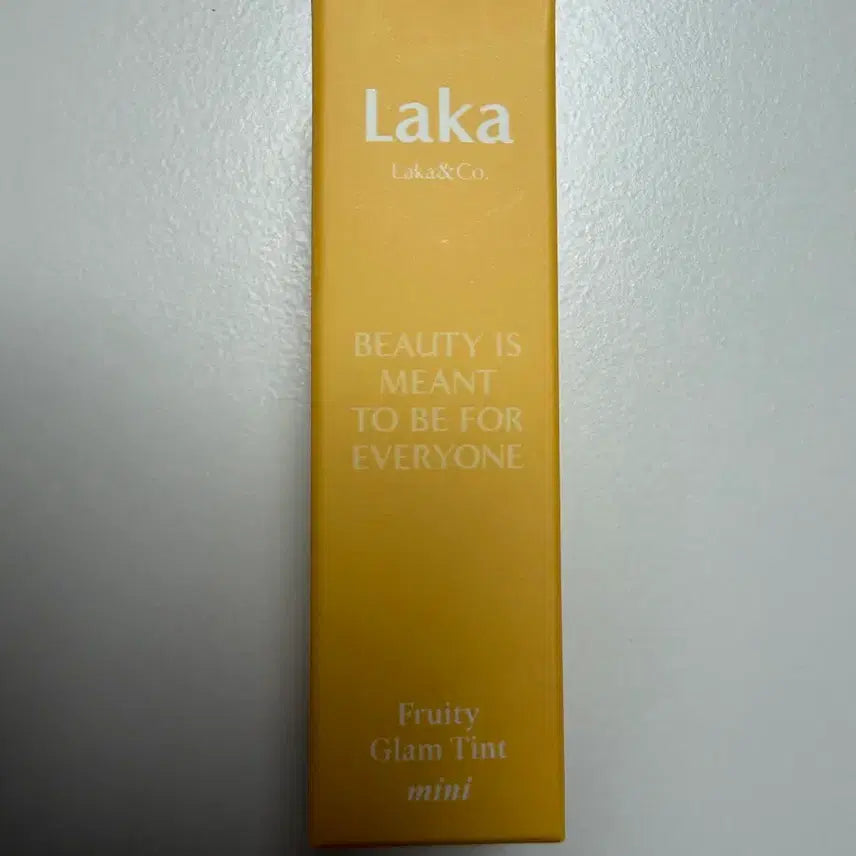 Laka
Laka&Co.
BEAUTY IS
MEANT
TO BE FOR
EVERYONE
Fruity
Glam Tint
mini